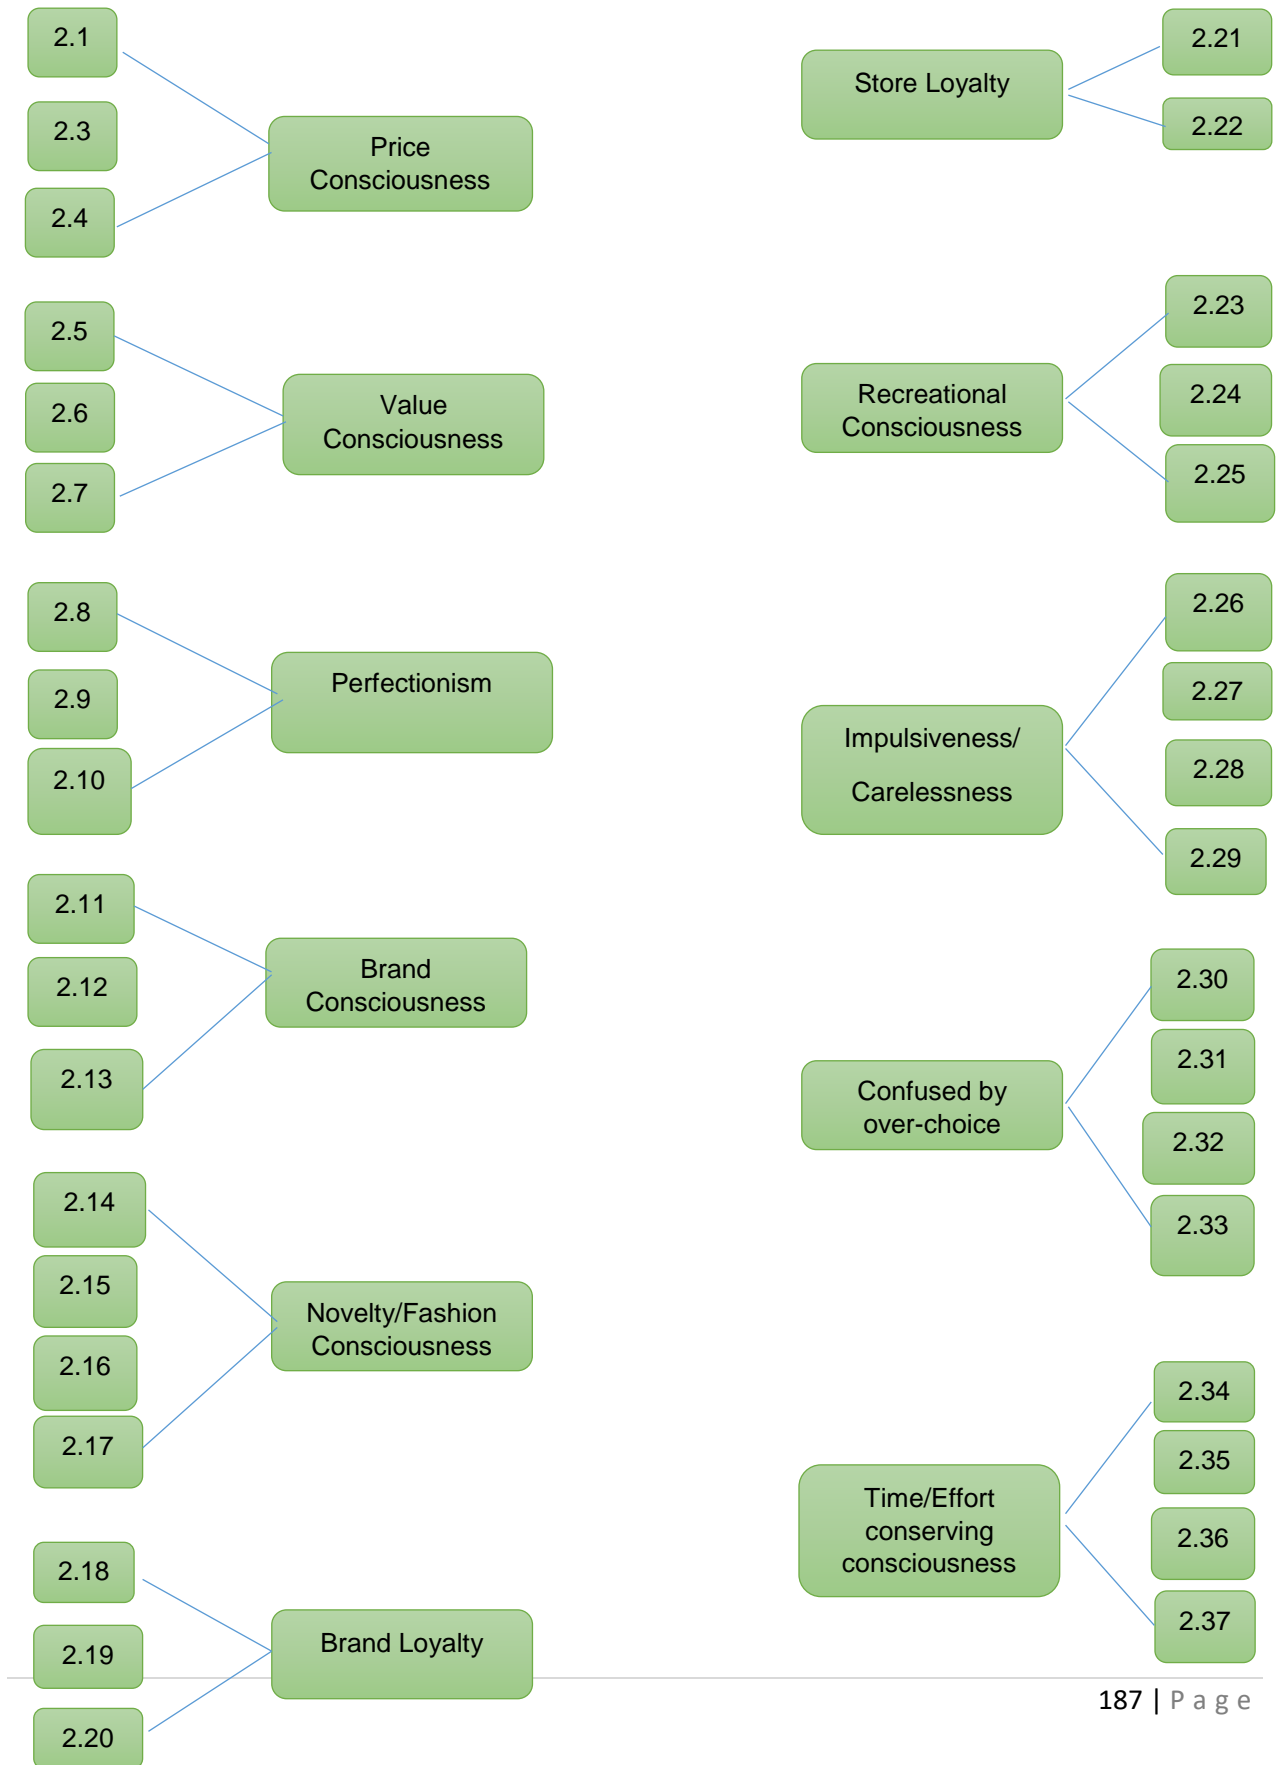 2.1
2.3
2.4
Price
Consciousness
2.5
2.6
2.7
Value
Consciousness
2.8
2.9
2.10
Perfectionism
2.11
2.12
2.13
Brand
Consciousness
2.14
2.15
2.16
2.17
Novelty/Fashion
Consciousness
2.18
2.19
2.20
Brand Loyalty
Store Loyalty
2.21
2.22
Recreational
Consciousness
2.23
2.24
2.25
Impulsiveness/
Carelessness
2.26
2.27
2.28
2.29
Confused by
over-choice
2.30
2.31
2.32
2.33
Time/Effort
conserving
consciousness
2.34
2.35
2.36
2.37
187 | P a g e